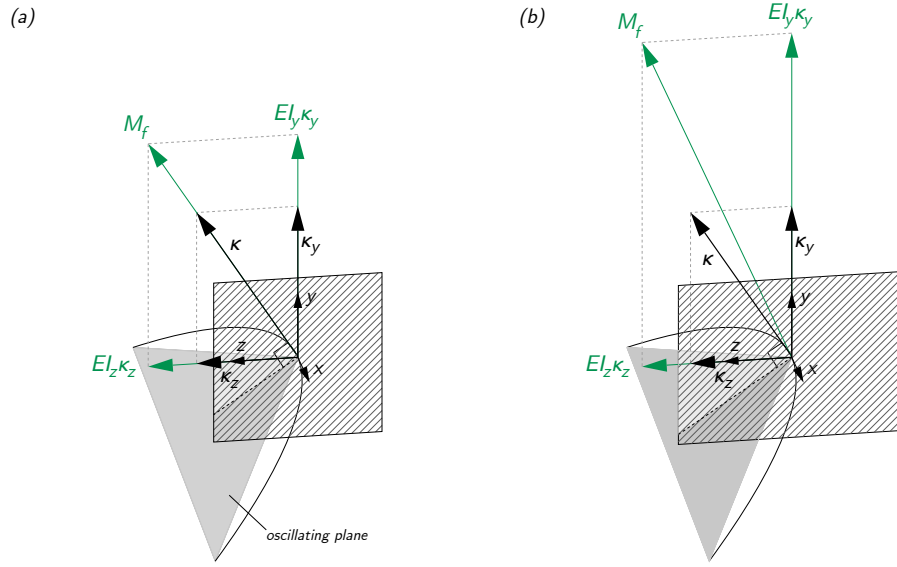 (a)
M_f
EI_yκ_y
κ
κ_y
y
z
EI_zκ_z
κ_z
x
oscillating plane
(b)
M_f
EI_yκ_y
κ
κ_y
y
z
EI_zκ_z
κ_z
x